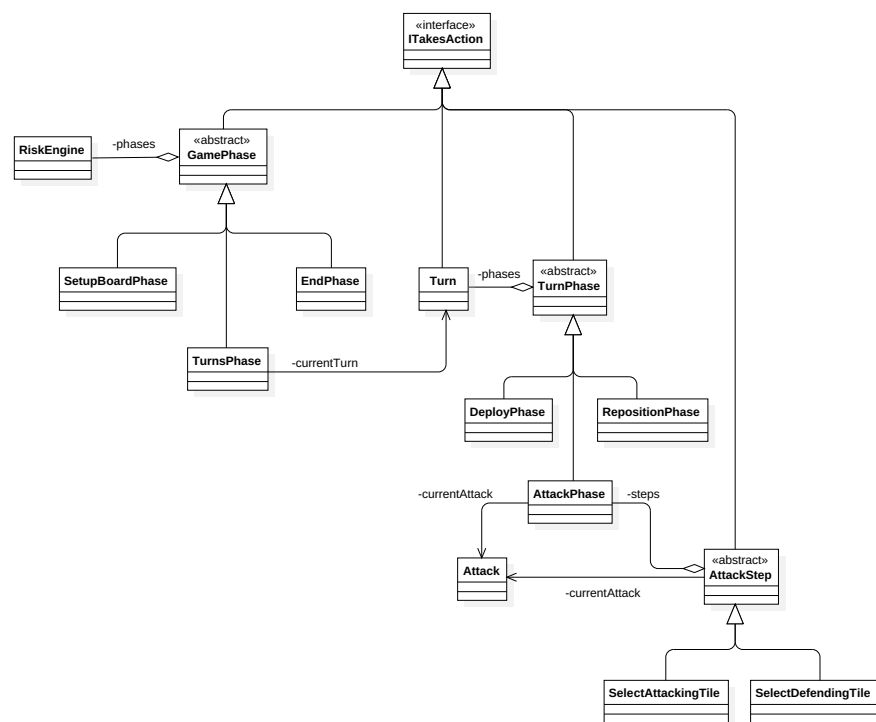 «interface»
ITakesAction
RiskEngine
-phases
«abstract»
GamePhase
SetupBoardPhase
EndPhase
Turn
-phases
«abstract»
TurnPhase
TurnsPhase
-currentTurn
DeployPhase
RepositionPhase
-currentAttack
AttackPhase
-steps
Attack
«abstract»
AttackStep
-currentAttack
SelectAttackingTile
SelectDefendingTile